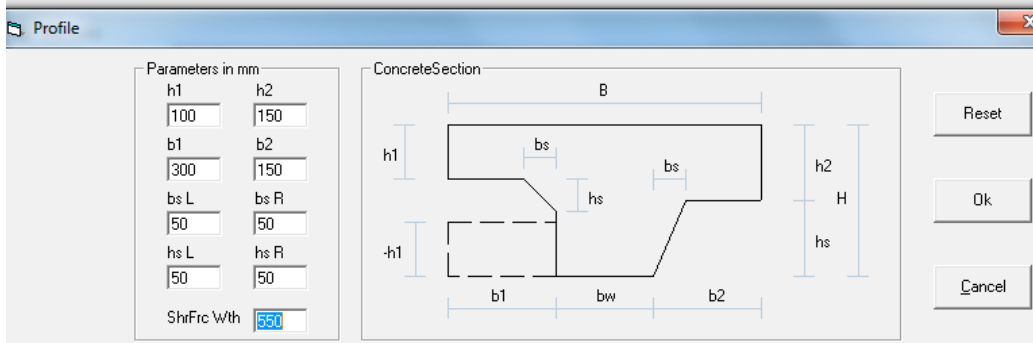 Profile
Parameters in mm
h1 h2
100 150
b1 b2
300 150
bs L bs R
50 50
hs L hs R
50 50
ShrFrc Wth 550
ConcreteSection
B
h1 bs bs h2
hs H
-h1 hs
b1 bw b2
Reset
Ok
Cancel